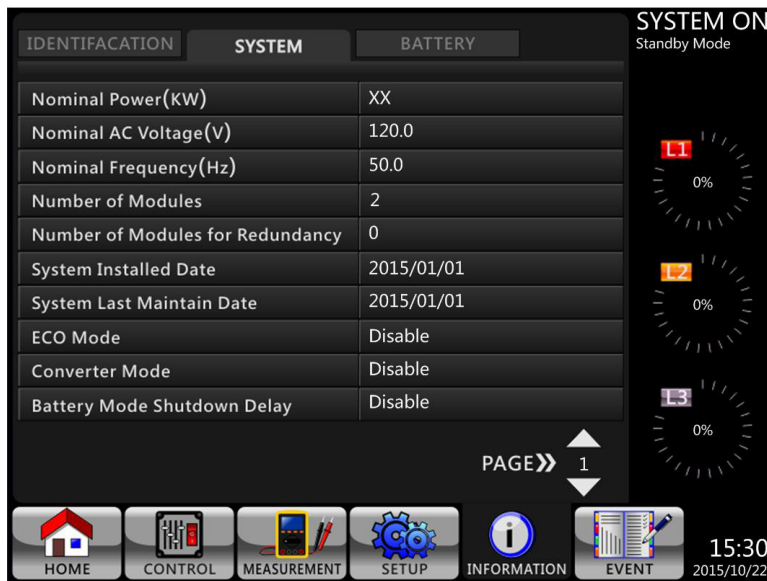 IDENTIFACATION SYSTEM BATTERY
SYSTEM ON
Standby Mode
Nominal Power(KW) XX
Nominal AC Voltage(V) 120.0
Nominal Frequency(Hz) 50.0
Number of Modules 2
Number of Modules for Redundancy 0
System Installed Date 2015/01/01
System Last Maintain Date 2015/01/01
ECO Mode Disable
Converter Mode Disable
Battery Mode Shutdown Delay Disable
L1
0%
L2
0%
L3
0%
PAGE 1
HOME CONTROL MEASUREMENT SETUP INFORMATION EVENT
15:30
2015/10/22